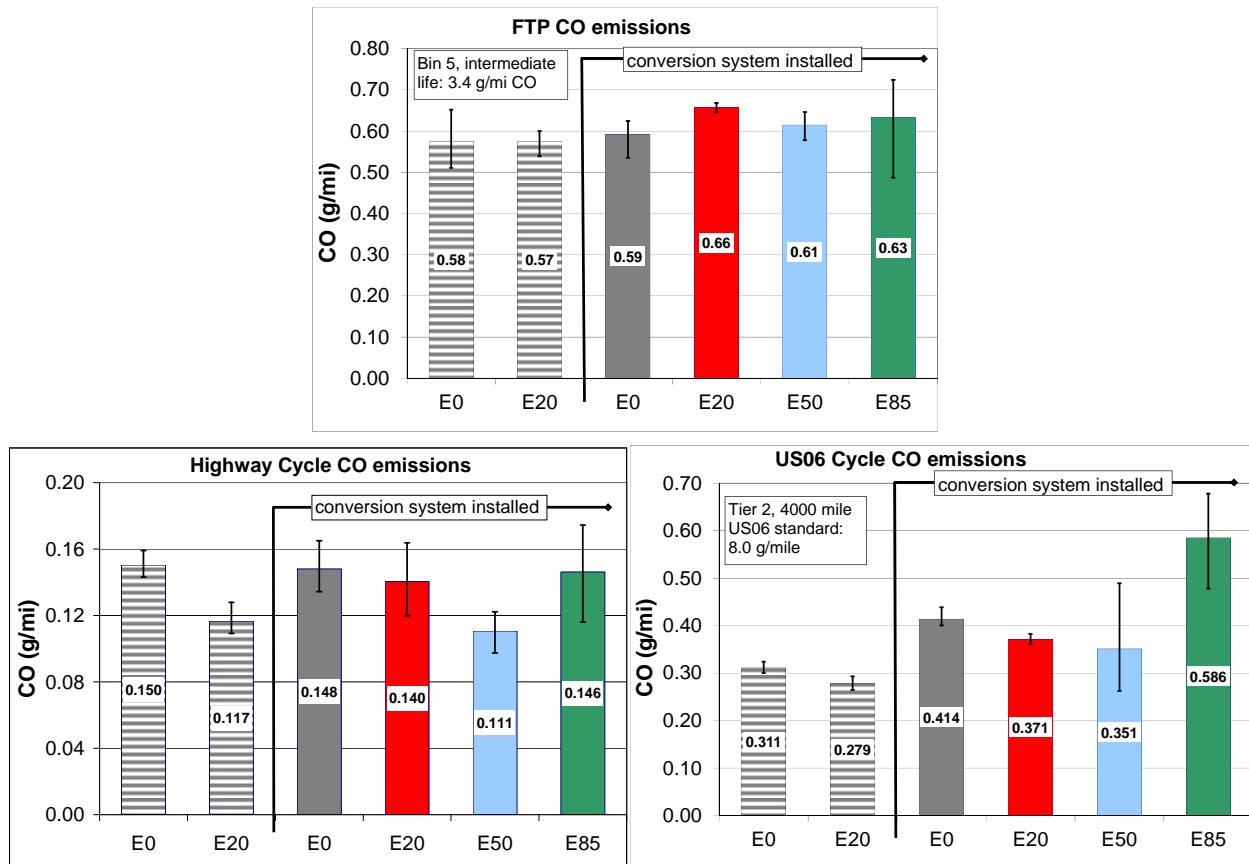 FTP CO emissions
Bin 5, intermediate
life: 3.4 g/mi CO
conversion system installed
CO (g/mi)
0.80
0.70
0.60
0.50
0.40
0.30
0.20
0.10
0.00
0.58
0.57
0.59
0.66
0.61
0.63
E0
E20
E0
E20
E50
E85
Highway Cycle CO emissions
conversion system installed
CO (g/mi)
0.20
0.16
0.12
0.08
0.04
0.00
0.150
0.117
0.148
0.140
0.111
0.146
E0
E20
E0
E20
E50
E85
US06 Cycle CO emissions
conversion system installed
Tier 2, 4000 mile
US06 standard:
8.0 g/mile
CO (g/mi)
0.70
0.60
0.50
0.40
0.30
0.20
0.10
0.00
0.311
0.279
0.414
0.371
0.351
0.586
E0
E20
E0
E20
E50
E85